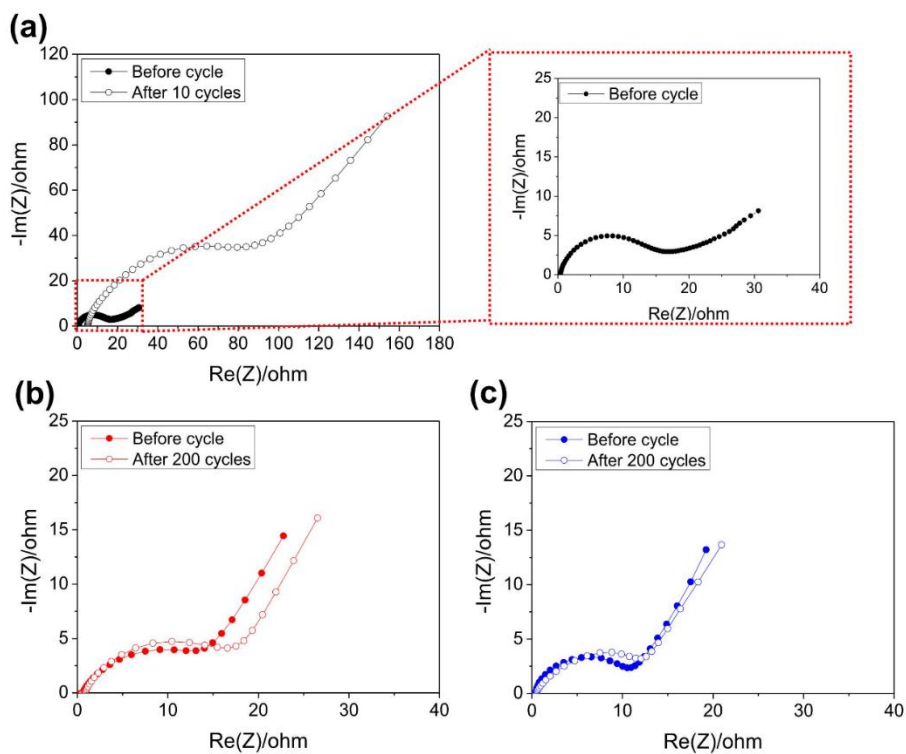 (a)
120
100
80
60
40
20
0
-Im(Z)/ohm
Before cycle
After 10 cycles
0 20 40 60 80 100 120 140 160 180
Re(Z)/ohm
25
20
15
10
5
0
-Im(Z)/ohm
Before cycle
0 10 20 30 40
Re(Z)/ohm
(b)
25
20
15
10
5
0
-Im(Z)/ohm
Before cycle
After 200 cycles
0 10 20 30 40
Re(Z)/ohm
(c)
25
20
15
10
5
0
-Im(Z)/ohm
Before cycle
After 200 cycles
0 10 20 30 40
Re(Z)/ohm